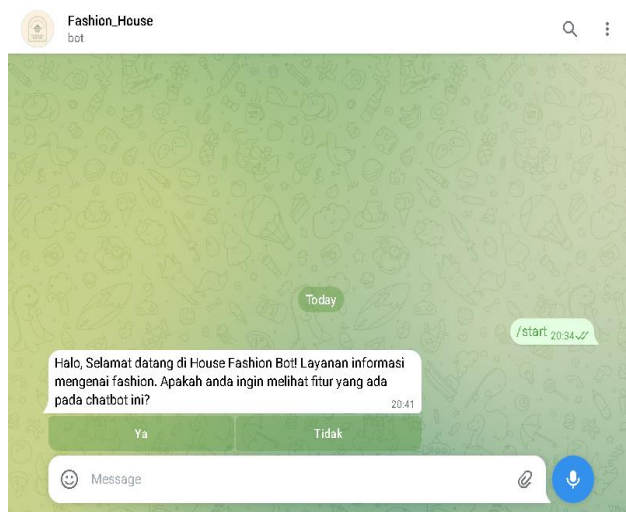 Fashion_House
bot
Today
/start 20:34
Halo, Selamat datang di House Fashion Bot! Layanan informasi
mengenai fashion. Apakah anda ingin melihat fitur yang ada
pada chatbot ini?
20:41
Ya Tidak
Message